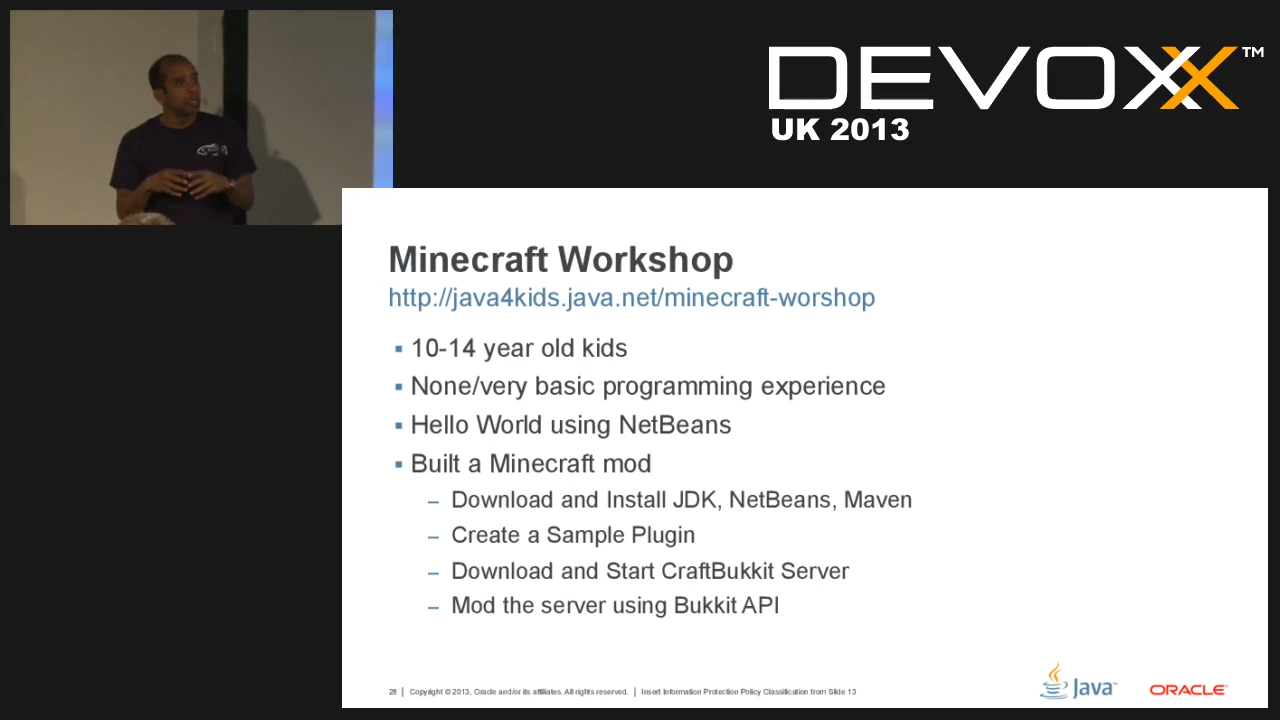 DEVOXX™
UK 2013
Minecraft Workshop
http://java4kids.java.net/minecraft-worshop
▪ 10-14 year old kids
▪ None/very basic programming experience
▪ Hello World using NetBeans
▪ Built a Minecraft mod
– Download and Install JDK, NetBeans, Maven
– Create a Sample Plugin
– Download and Start CraftBukkit Server
– Mod the server using Bukkit API
28 | Copyright © 2013, Oracle and/or its affiliates. All rights reserved. | Insert Information Protection Policy Classification from Slide 13
Java™
ORACLE